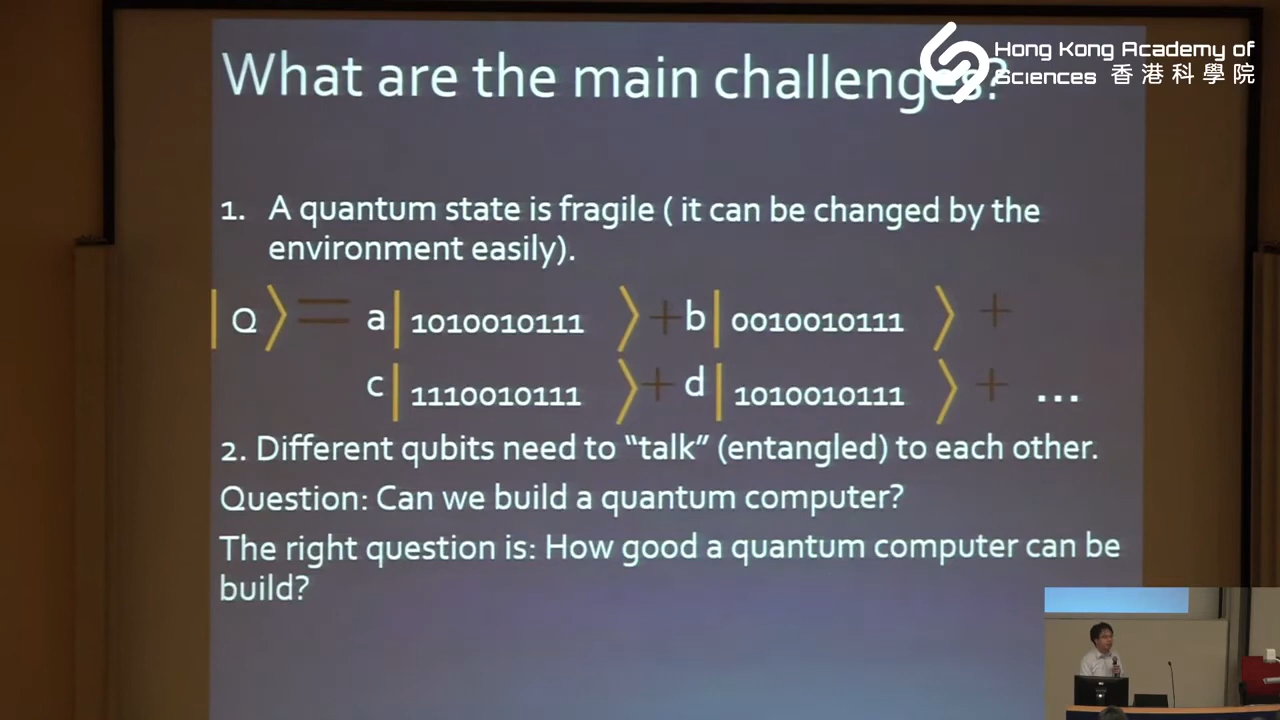 What are the main challenges?
Hong Kong Academy of
Sciences 香港科學院
1. A quantum state is fragile ( it can be changed by the
environment easily).
| Q 〉 = a | 1010010111 〉 + b | 0010010111 〉 +
c | 1110010111 〉 + d | 1010010111 〉 + ...
2. Different qubits need to “talk” (entangled) to each other.
Question: Can we build a quantum computer?
The right question is: How good a quantum computer can be
build?